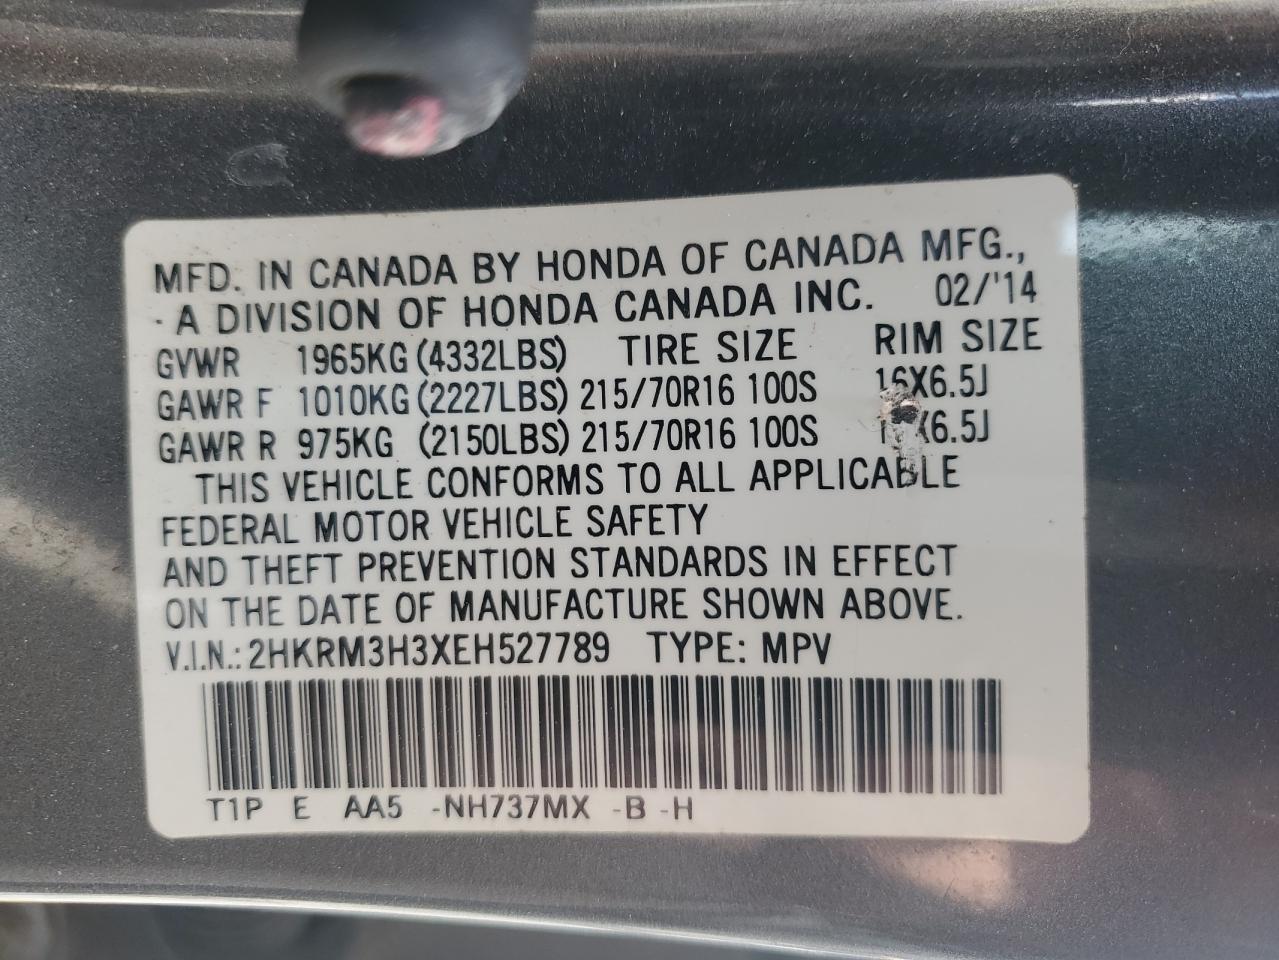 MFD. IN CANADA BY HONDA OF CANADA MFG.,
- A DIVISION OF HONDA CANADA INC. 02/'14
GVWR 1965KG (4332LBS) TIRE SIZE RIM SIZE
GAWR F 1010KG (2227LBS) 215/70R16 100S 16X6.5J
GAWR R 975KG (2150LBS) 215/70R16 100S
THIS VEHICLE CONFORMS TO ALL APPLICABLE
FEDERAL MOTOR VEHICLE SAFETY
AND THEFT PREVENTION STANDARDS IN EFFECT
ON THE DATE OF MANUFACTURE SHOWN ABOVE.
V.I.N.: 2HKRM3H3XEH527789 TYPE: MPV
T1P E AA5 -NH737MX -B -H